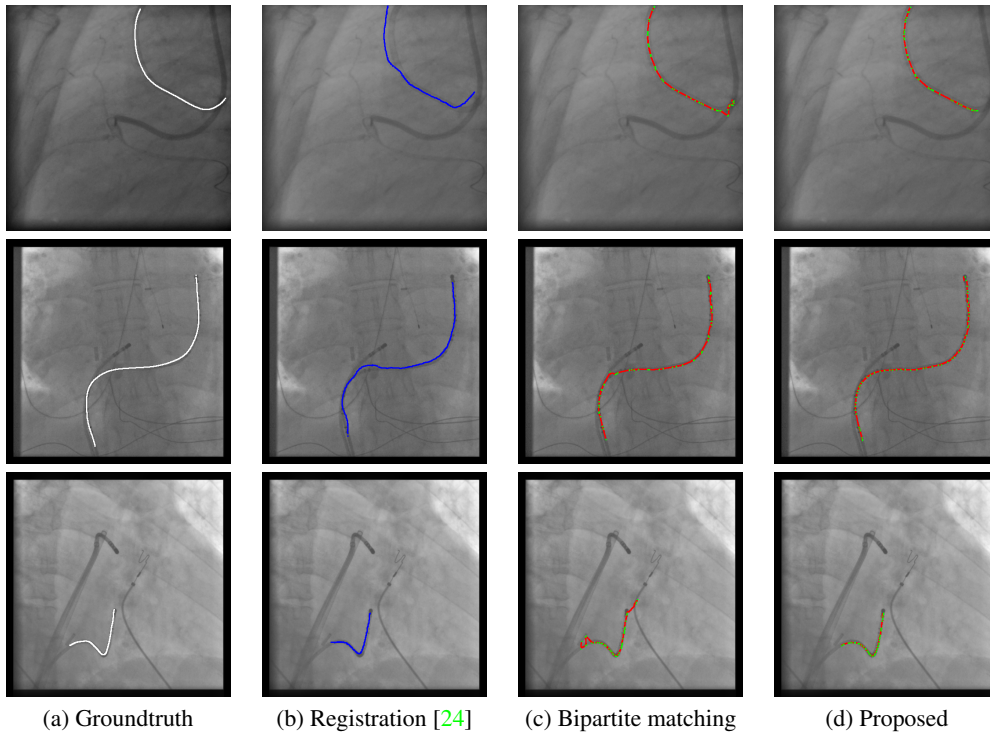 (a) Groundtruth
(b) Registration [24]
(c) Bipartite matching
(d) Proposed